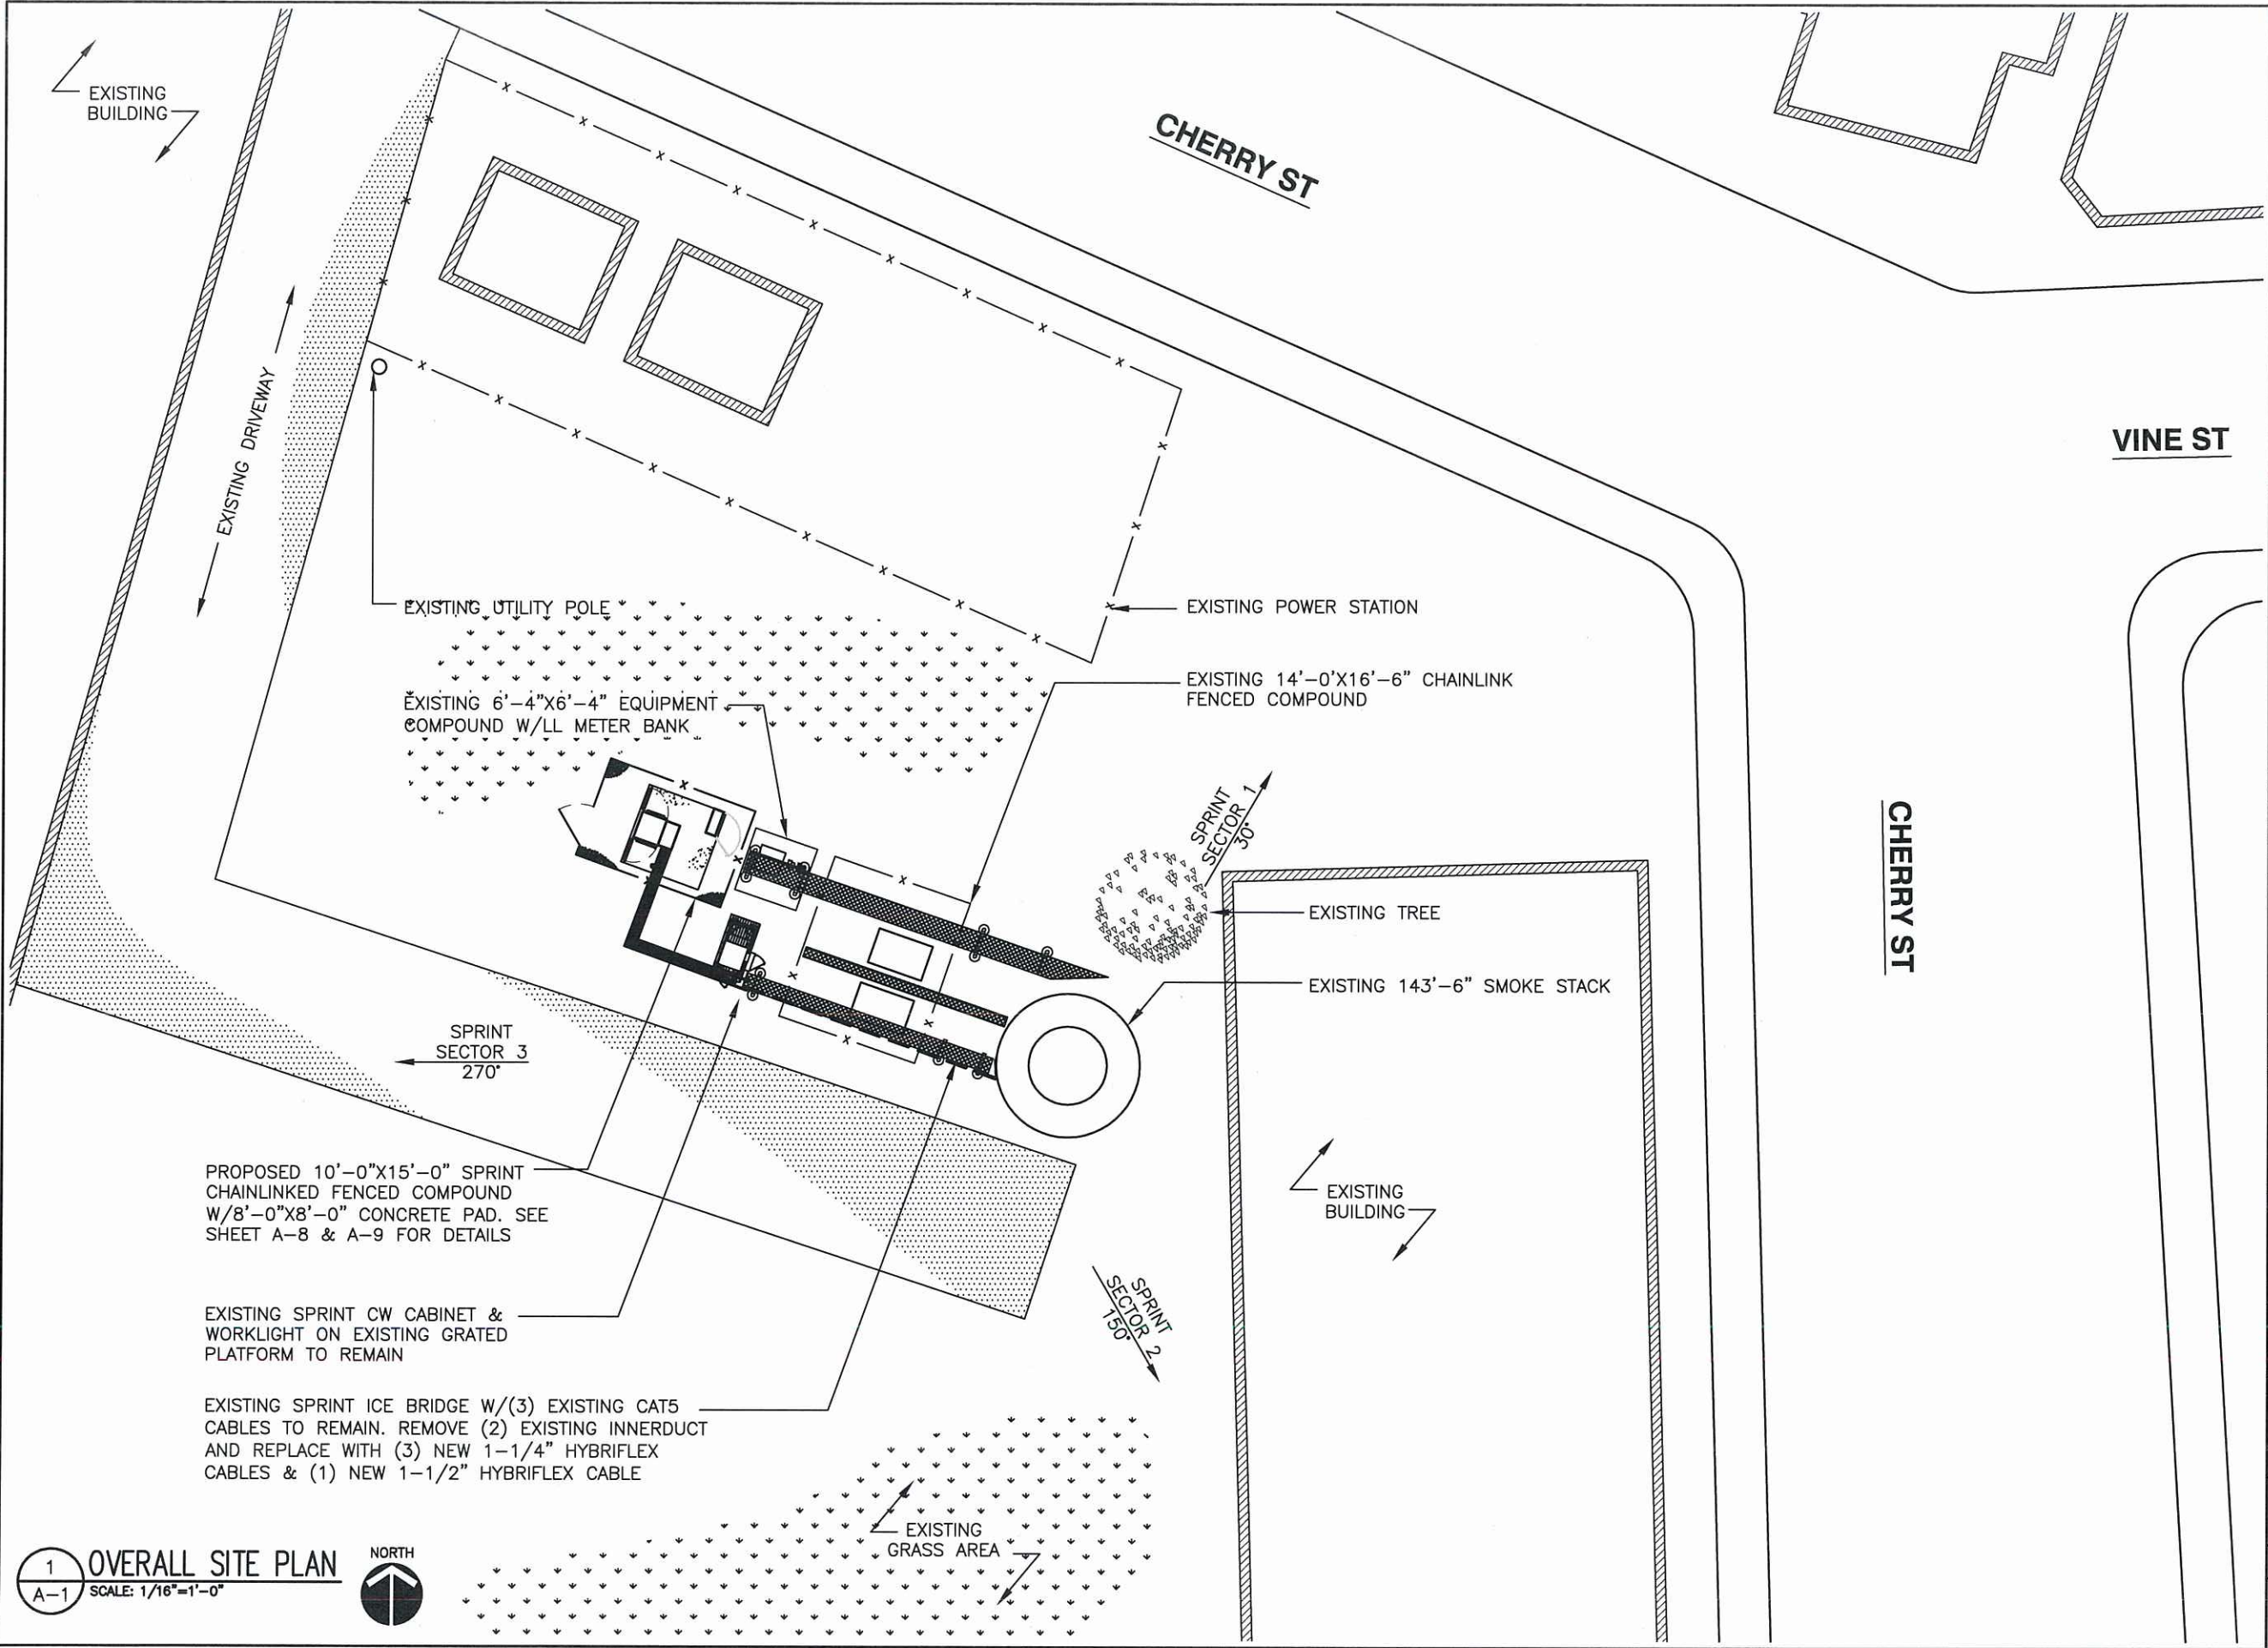 EXISTING
BUILDING
CHERRY ST
VINE ST
EXISTING DRIVEWAY
EXISTING UTILITY POLE
EXISTING POWER STATION
EXISTING 14'-0'X16'-6" CHAINLINK
FENCED COMPOUND
EXISTING 6'-4"X6'-4" EQUIPMENT
COMPOUND W/LL METER BANK
SPRINT
SECTOR 1
30°
CHERRY ST
EXISTING TREE
EXISTING 143'-6" SMOKE STACK
SPRINT
SECTOR 3
270°
PROPOSED 10'-0"X15'-0" SPRINT
CHAINLINKED FENCED COMPOUND
W/8'-0"X8'-0" CONCRETE PAD. SEE
SHEET A-8 & A-9 FOR DETAILS
EXISTING
BUILDING
SPRINT
SECTOR 2
150°
EXISTING SPRINT CW CABINET &
WORKLIGHT ON EXISTING GRATED
PLATFORM TO REMAIN
EXISTING SPRINT ICE BRIDGE W/(3) EXISTING CAT5
CABLES TO REMAIN. REMOVE (2) EXISTING INNERDUCT
AND REPLACE WITH (3) NEW 1-1/4" HYBRIFLEX
CABLES & (1) NEW 1-1/2" HYBRIFLEX CABLE
EXISTING
GRASS AREA
1
A-1
OVERALL SITE PLAN
SCALE: 1/16"=1'-0"
NORTH